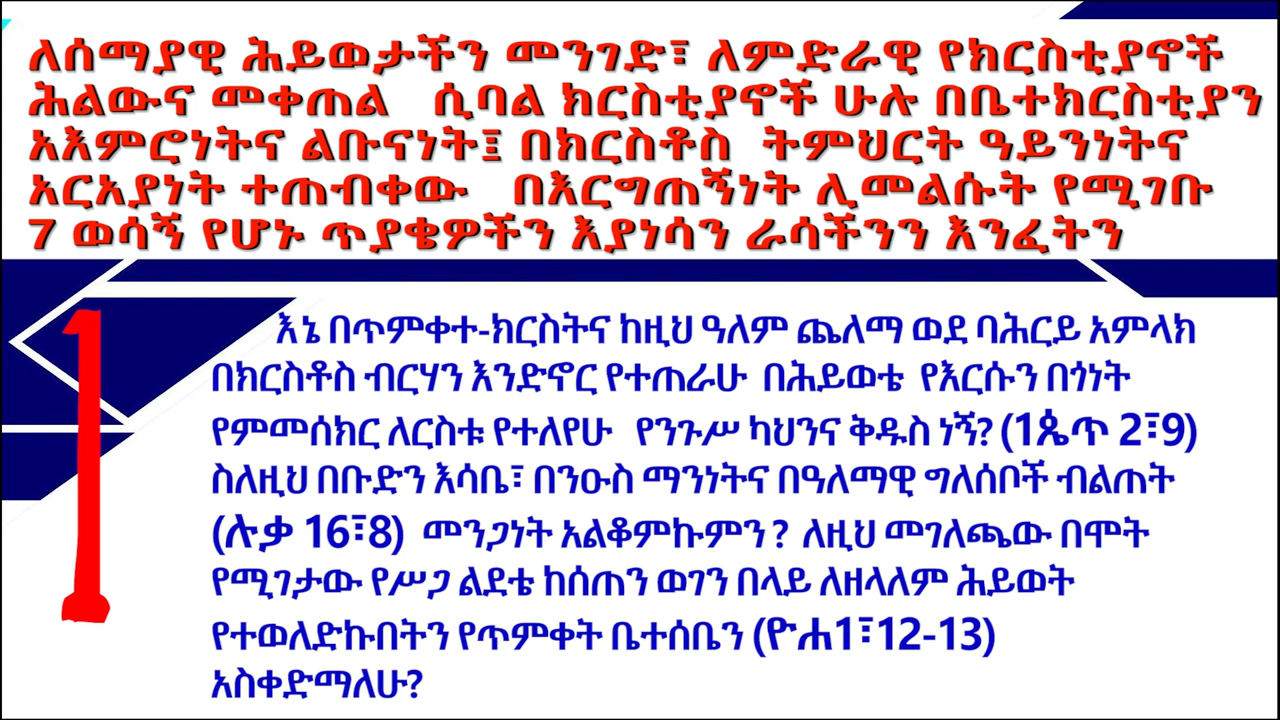 ለሰማያዊ ሕይወታችን መንገድ፣ ለምድራዊ የክርስቲያኖች
ሕልውና መቀጠል ሲባል ክርስቲያኖች ሁሉ በቤተክርስቲያን
አእምሮነትና ልቡናነት፤ በክርስቶስ ትምህርት ዓይንነትና
አርአያነት ተጠብቀው በእርግጠኝነት ሊመልሱት የሚገቡ
7 ወሳኝ የሆኑ ጥያቄዎችን እያነሳን ራሳችንን እንፈትን
1
እኔ በጥምቀተ-ክርስትና ከዚህ ዓለም ጨለማ ወደ ባሕርይ አምላክ
በክርስቶስ ብርሃን እንድኖር የተጠራሁ በሕይወቴ የእርሱን በጎነት
የምመሰክር ለርስቱ የተለየሁ የንጉሥ ካህንና ቅዱስ ነኝ? (1ጴጥ 2፣9)
ስለዚህ በቡድን እሳቤ፣ በንዑስ ማንነትና በዓለማዊ ግለሰቦች ብልጠት
(ሉቃ 16፣8) መንጋነት አልቆምኩምን? ለዚህ መገለጫው በሞት
የሚገታው የሥጋ ልደቴ ከሰጠን ወገን በላይ ለዘላለም ሕይወት
የተወለድኩበትን የጥምቀት ቤተሰቤን (ዮሐ1፣12-13)
አስቀድማለሁ?